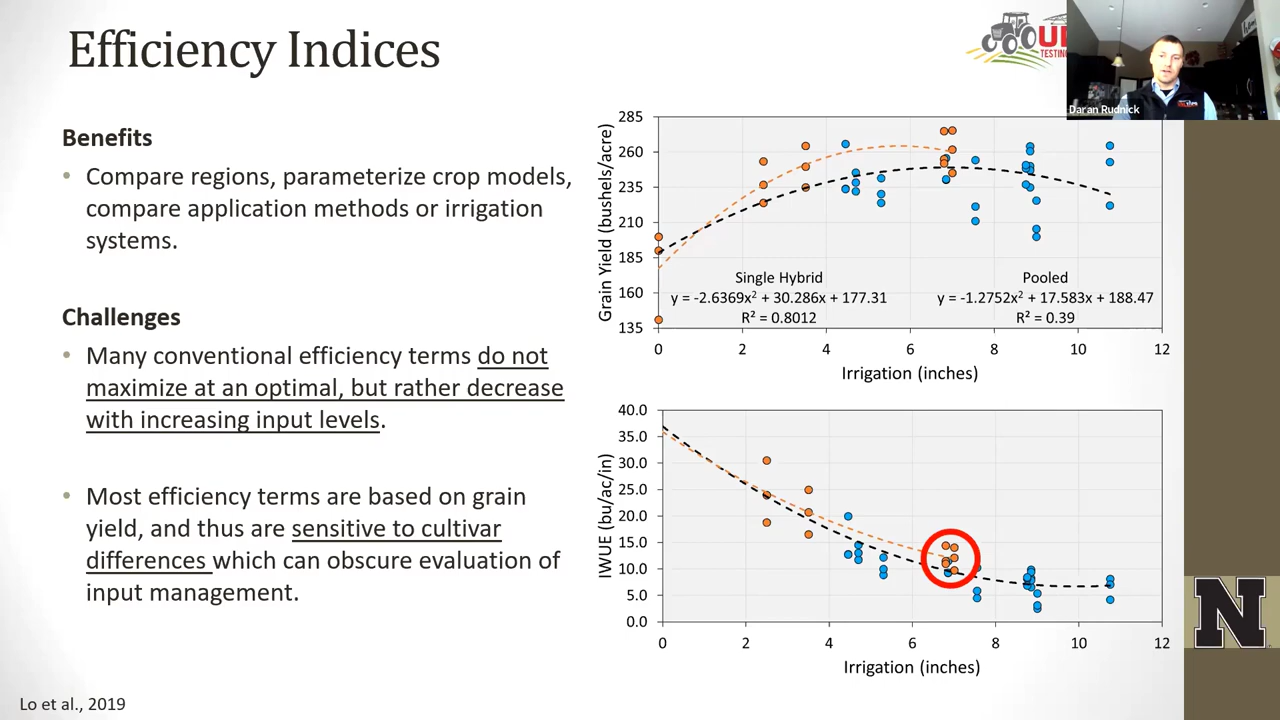 Efficiency Indices
TESTING
Daran Rudnick
Benefits
• Compare regions, parameterize crop models,
compare application methods or irrigation
systems.
Challenges
• Many conventional efficiency terms do not
maximize at an optimal, but rather decrease
with increasing input levels.
• Most efficiency terms are based on grain
yield, and thus are sensitive to cultivar
differences which can obscure evaluation of
input management.
Lo et al., 2019
Grain Yield (bushels/acre)
285
260
235
210
185
160
135
Single Hybrid
y = -2.6369x² + 30.286x + 177.31
R² = 0.8012
Pooled
y = -1.2752x² + 17.583x + 188.47
R² = 0.39
0 2 4 6 8 10 12
Irrigation (inches)
IWUE (bu/ac/in)
40.0
35.0
30.0
25.0
20.0
15.0
10.0
5.0
0.0
0 2 4 6 8 10 12
Irrigation (inches)
N